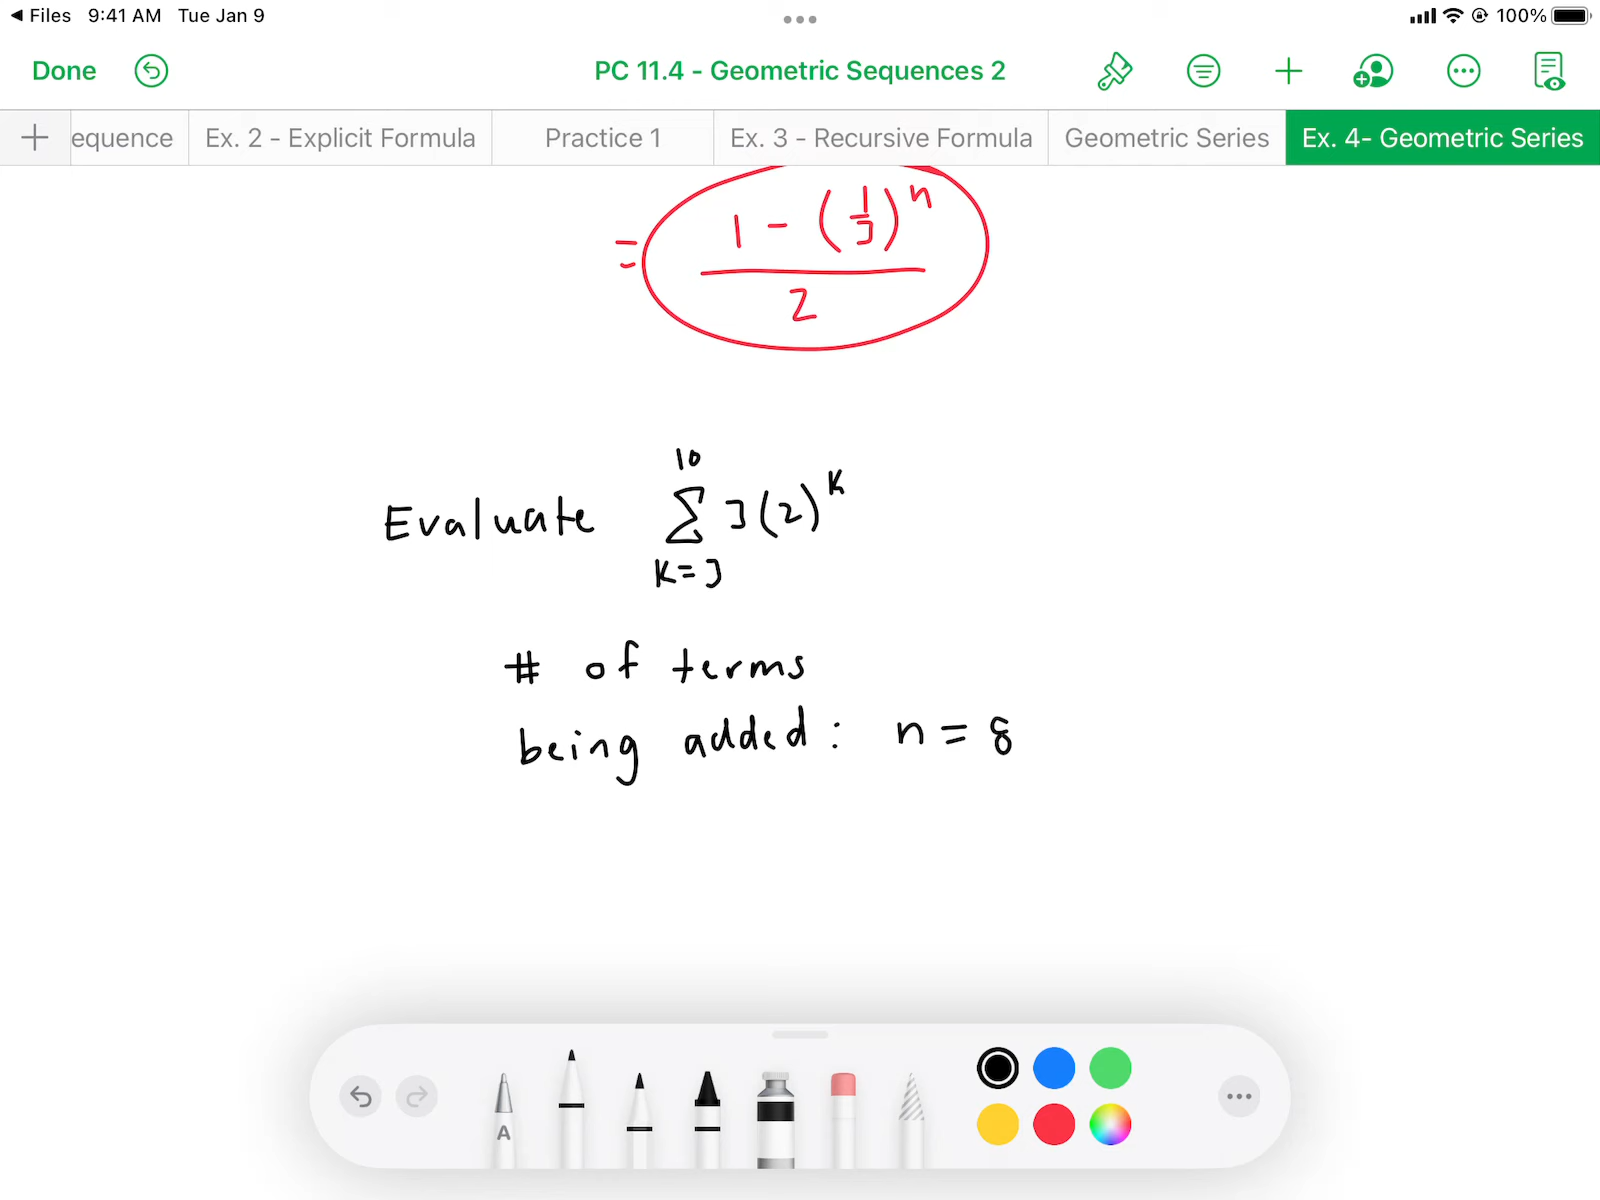 Files 9:41 AM Tue Jan 9 100%
Done PC 11.4 - Geometric Sequences 2
equence Ex. 2 - Explicit Formula Practice 1 Ex. 3 - Recursive Formula Geometric Series Ex. 4- Geometric Series
1 - (1/3)^n
=
2
10
Evaluate Σ 3(2)^k
k=3
# of terms
being added: n = 8
A